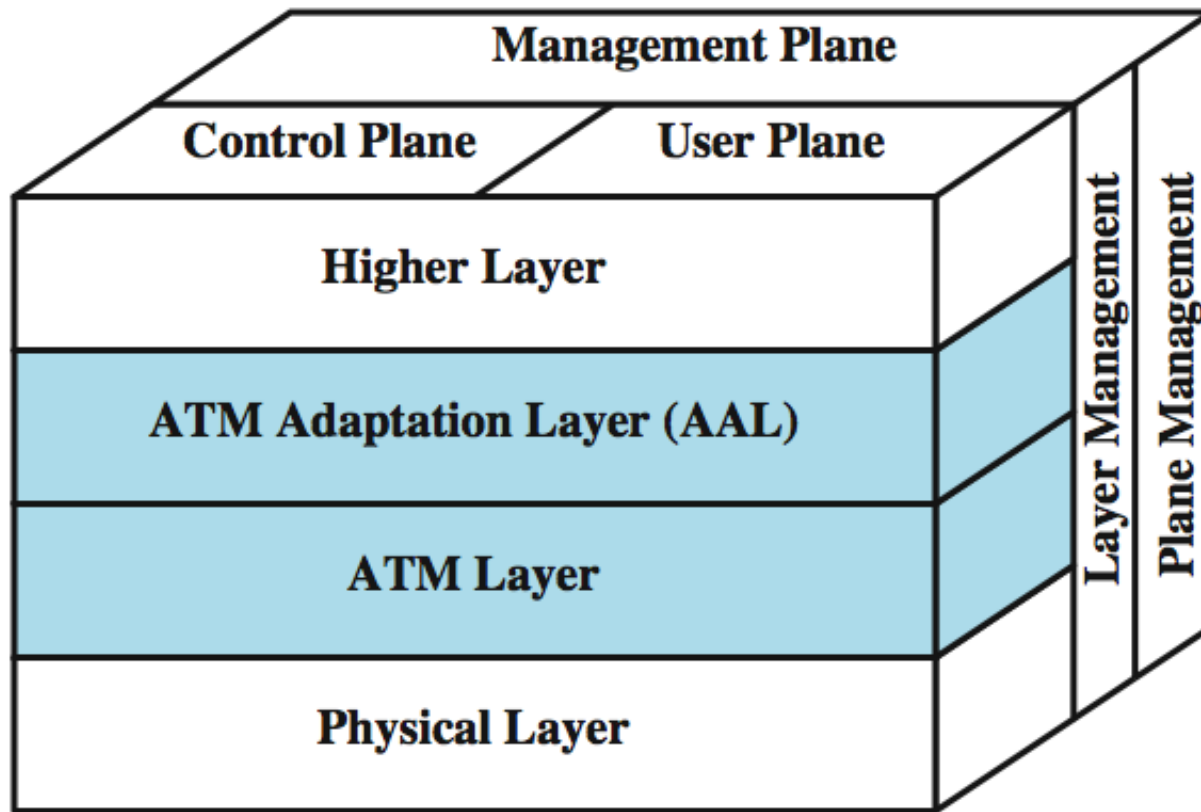 Management Plane
Control Plane
User Plane
Higher Layer
ATM Adaptation Layer (AAL)
ATM Layer
Physical Layer
Layer Management
Plane Management